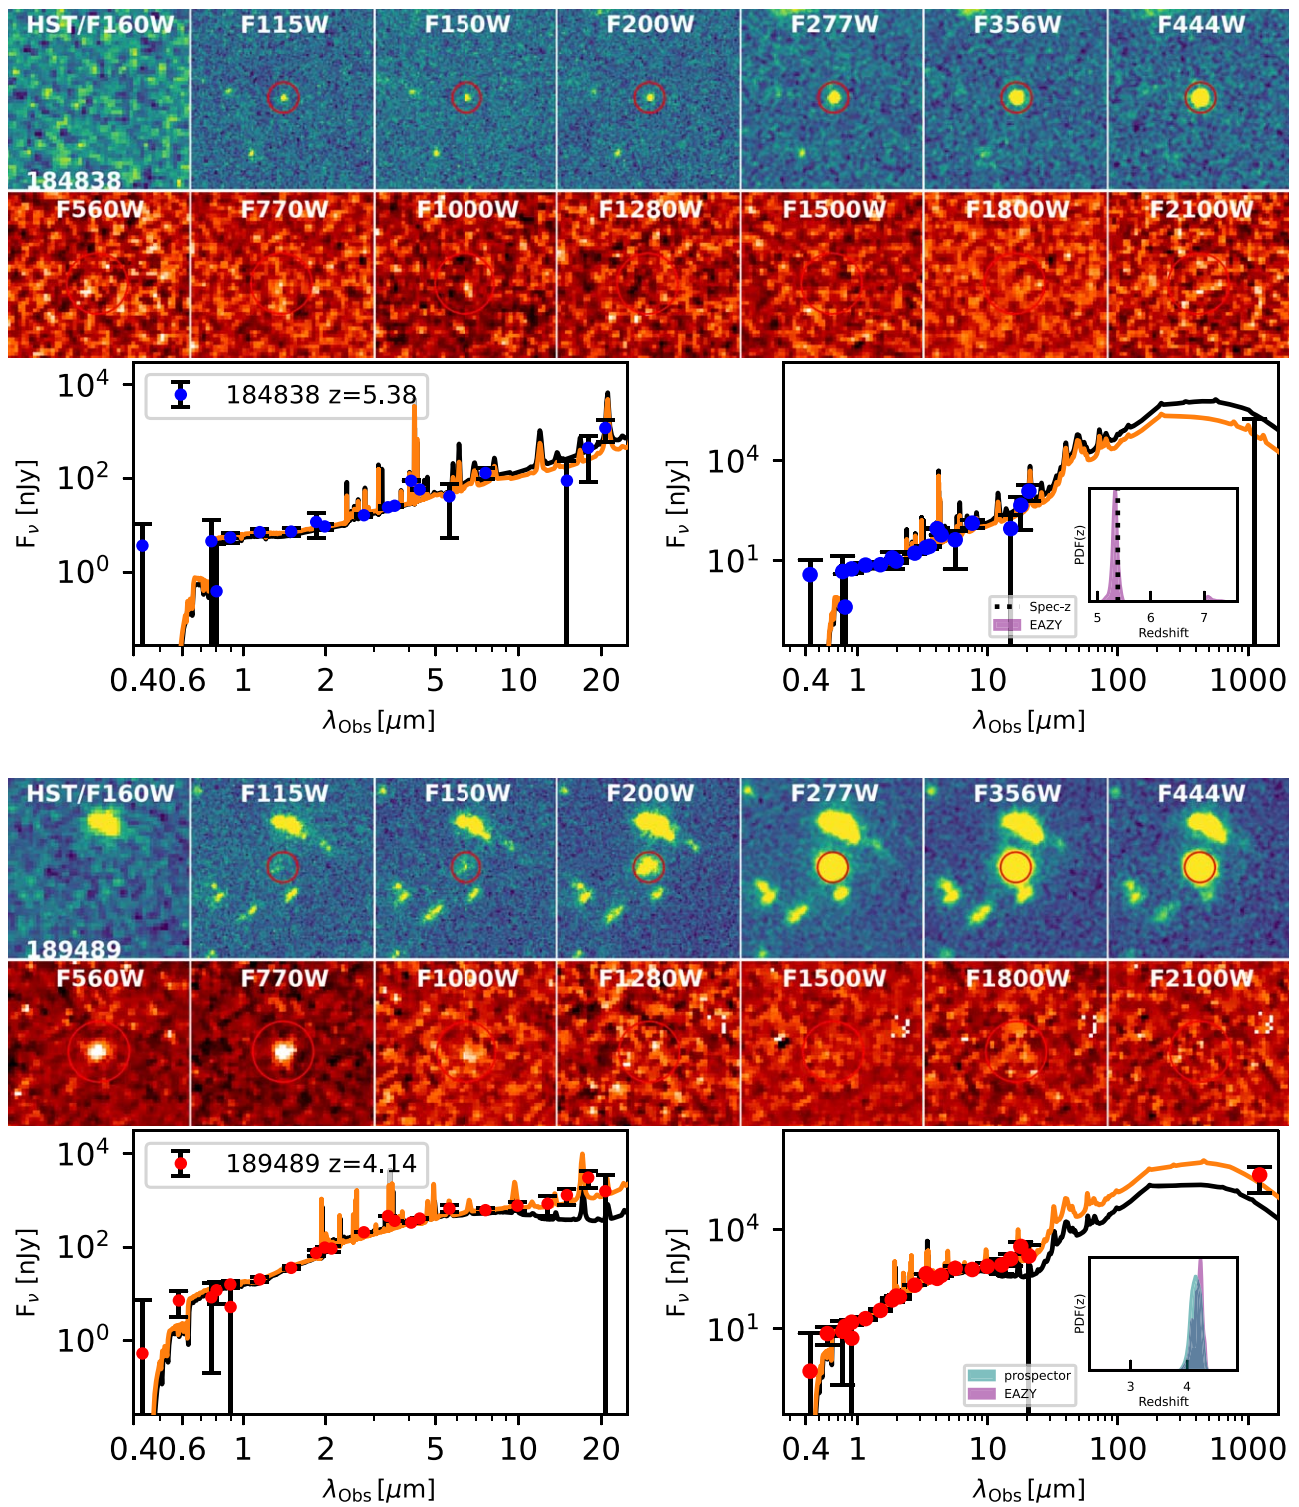 HST/F160W F115W F150W F200W F277W F356W F444W
184838
F560W F770W F1000W F1280W F1500W F1800W F2100W
184838 z=5.38
F_ν [nJy]
10^4
10^2
10^0
0.4 0.6 1 2 5 10 20
λ_Obs [μm]
F_ν [nJy]
10^4
10^1
PDF(z)
5 6 7
Redshift
Spec-z
EAZY
0.4 1 10 100 1000
λ_Obs [μm]
HST/F160W F115W F150W F200W F277W F356W F444W
189489
F560W F770W F1000W F1280W F1500W F1800W F2100W
189489 z=4.14
F_ν [nJy]
10^4
10^2
10^0
0.4 0.6 1 2 5 10 20
λ_Obs [μm]
F_ν [nJy]
10^4
10^1
PDF(z)
3 4
Redshift
prospector
EAZY
0.4 1 10 100 1000
λ_Obs [μm]